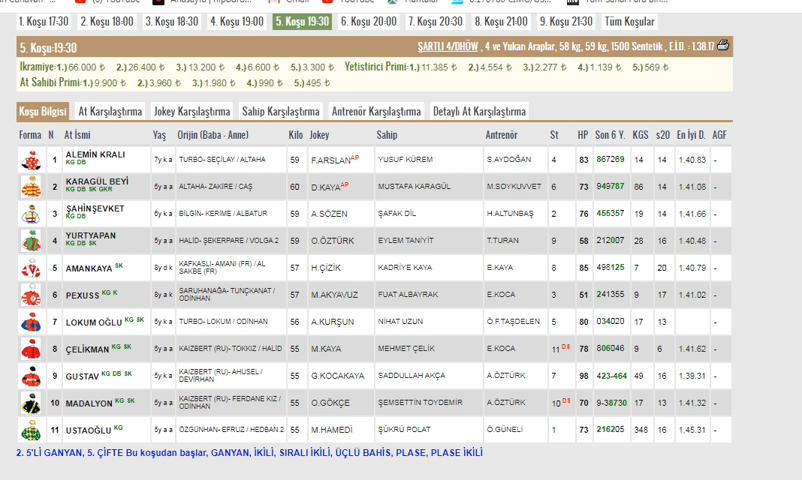 1. Koşu 17:30 2. Koşu 18:00 3. Koşu 18:30 4. Koşu 19:00 5. Koşu 19:30 6. Koşu 20:00 7. Koşu 20:30 8. Koşu 21:00 9. Koşu 21:30 Tüm Koşular
5. Koşu:19:30 ŞARTLI 4/DHÖW , 4 ve Yukarı Araplar, 58 kg, 59 kg, 1500 Sentetik , E.İ.D. : 1.38.17
Ikramiye:1.) 66.000 ₺ 2.) 26.400 ₺ 3.) 13.200 ₺ 4.) 6.600 ₺ 5.) 3.300 ₺ Yetistirici Primi:1.) 11.385 ₺ 2.) 4.554 ₺ 3.) 2.277 ₺ 4.) 1.139 ₺ 5.) 569 ₺
At Sahibi Primi:1.) 9.900 ₺ 2.) 3.960 ₺ 3.) 1.980 ₺ 4.) 990 ₺ 5.) 495 ₺
Koşu Bilgisi At Karşılaştırma Jokey Karşılaştırma Sahip Karşılaştırma Antrenör Karşılaştırma Detaylı At Karşılaştırma
Forma N At İsmi Yaş Orijin (Baba - Anne) Kilo Jokey Sahip Antrenör St HP Son 6 Y. KGS s20 En İyi D. AGF
1 ALEMİN KRALI KG DB 7y k a TURBO- SEÇİLAY / ALTAHA 59 F.ARSLAN AP YUSUF KÜREM S.AYDOĞAN 4 83 867269 14 14 1.40.83 -
2 KARAGÜL BEYİ KG DB SK GKR 6y a a ALTAHA- ZAKİRE / CAŞ 60 D.KAYA AP MUSTAFA KARAGÜL M.SOYKUVVET 6 73 949787 86 14 1.41.08 -
3 ŞAHİNŞEVKET KG DB 6y k a BİLGİN- KERİME / ALBATUR 59 A.SÖZEN ŞAFAK DİL H.ALTUNBAŞ 2 76 455357 19 14 1.41.66 -
4 YURTYAPAN KG DB SK 6y a a HALİD- ŞEKERPARE / VOLGA 2 59 O.ÖZTÜRK EYLEM TANİYİT T.TURAN 9 58 212007 28 16 1.40.48 -
5 AMANKAYA SK 8y d k KAFKASLI- AMANI (FR) / AL SAKBE (FR) 57 H.ÇİZİK KADRİYE KAYA E.KAYA 8 85 498125 7 20 1.40.79 -
6 PEXUSS KG K 8y a k SARUHANAĞA- TUNÇKANAT / ODİNHAN 57 M.AKYAVUZ FUAT ALBAYRAK E.KOCA 3 51 241355 9 17 1.41.02 -
7 LOKUM OĞLU KG SK 5y k a TURBO- LOKUM / ODİNHAN 56 A.KURŞUN NİHAT UZUN Ö.F.TAŞDELEN 5 80 034020 17 13 -
8 ÇELİKMAN KG SK 5y a a KAIZBERT (RU)- TOKKIZ / HALİD 55 M.KAYA MEHMET ÇELİK E.KOCA 11 DS 78 806046 9 6 1.41.62 -
9 GUSTAV KG DB SK 5y k a KAIZBERT (RU)- AHUSEL / DEVİRHAN 55 G.KOCAKAYA SADDULLAH AKÇA A.ÖZTÜRK 7 98 423-464 49 16 1.39.31 -
10 MADALYON KG SK 5y a a KAIZBERT (RU)- FERDANE KIZ / ODİNHAN 55 O.GÖKÇE ŞEMSETTİN TOYDEMİR A.ÖZTÜRK 10 DS 70 9-38730 17 13 1.41.32 -
11 USTAOĞLU KG 5y a a ÖZGÜNHAN- EFRUZ / HEDBAN 2 55 M.HAMEDİ ŞÜKRÜ POLAT Ö.GÜNELİ 1 73 216205 348 16 1.45.31 -
2. 5'Lİ GANYAN, 5. ÇİFTE Bu koşudan başlar, GANYAN, İKİLİ, SIRALI İKİLİ, ÜÇLÜ BAHİS, PLASE, PLASE İKİLİ